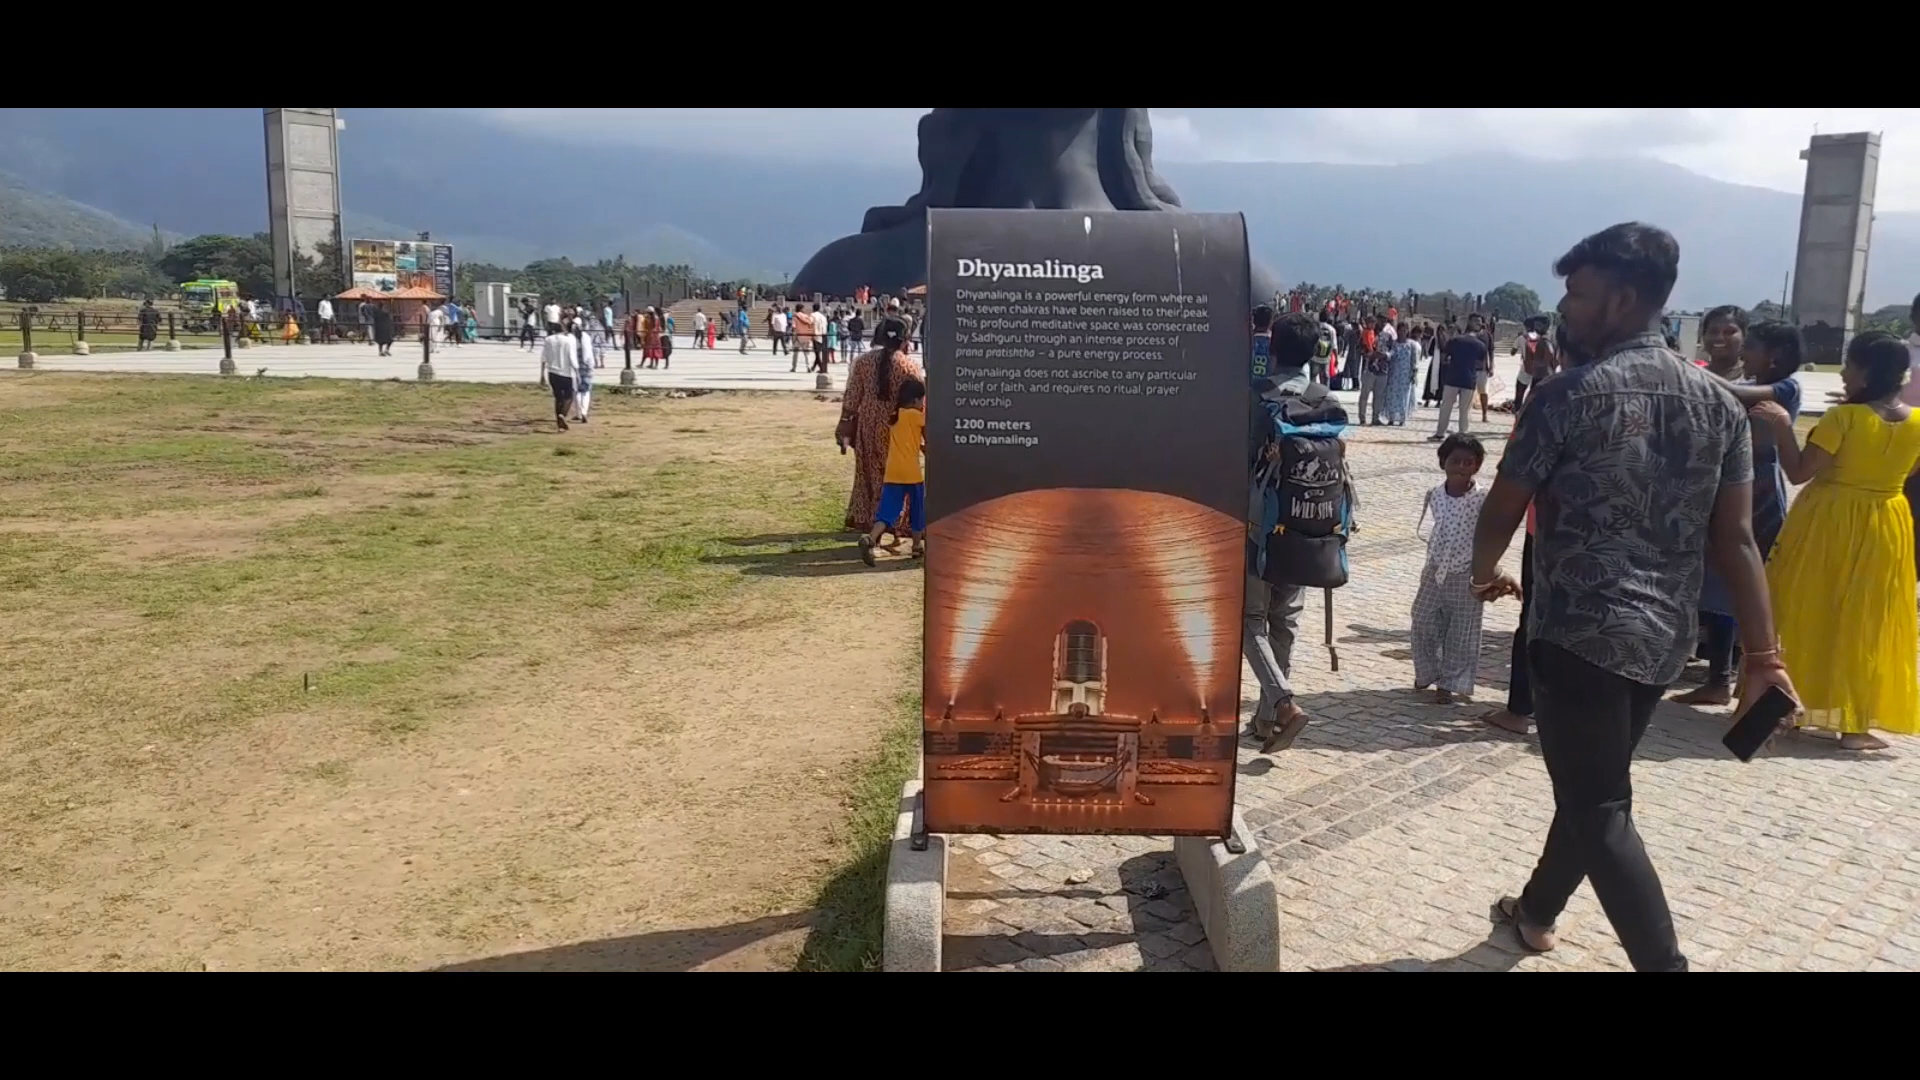 Dhyanalinga
Dhyanalinga is a powerful energy form where all
the seven chakras have been raised to their peak.
This profound meditative space was consecrated
by Sadhguru through an intense process of
prana pratishtha – a pure energy process.
Dhyanalinga does not ascribe to any particular
belief or faith, and requires no ritual, prayer
or worship.
1200 meters
to Dhyanalinga
98
WILD